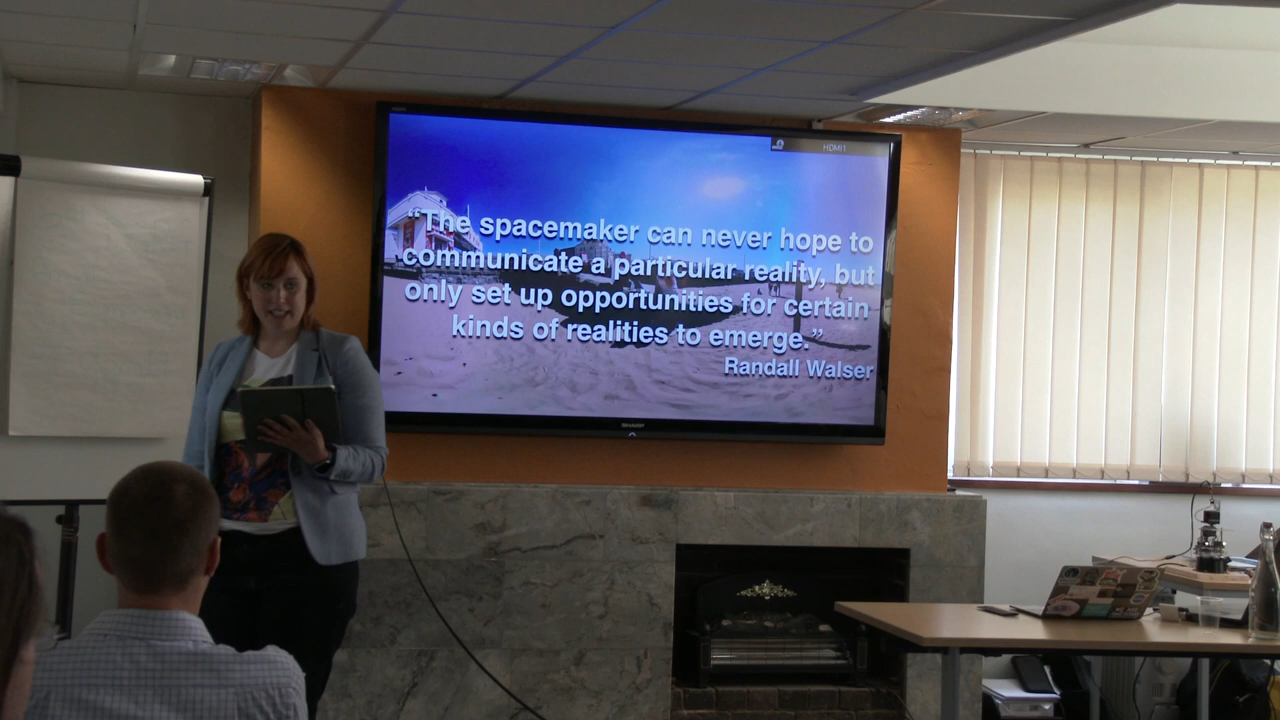 HDMI1
“The spacemaker can never hope to
communicate a particular reality, but
only set up opportunities for certain
kinds of realities to emerge.”
Randall Walser
SHARP